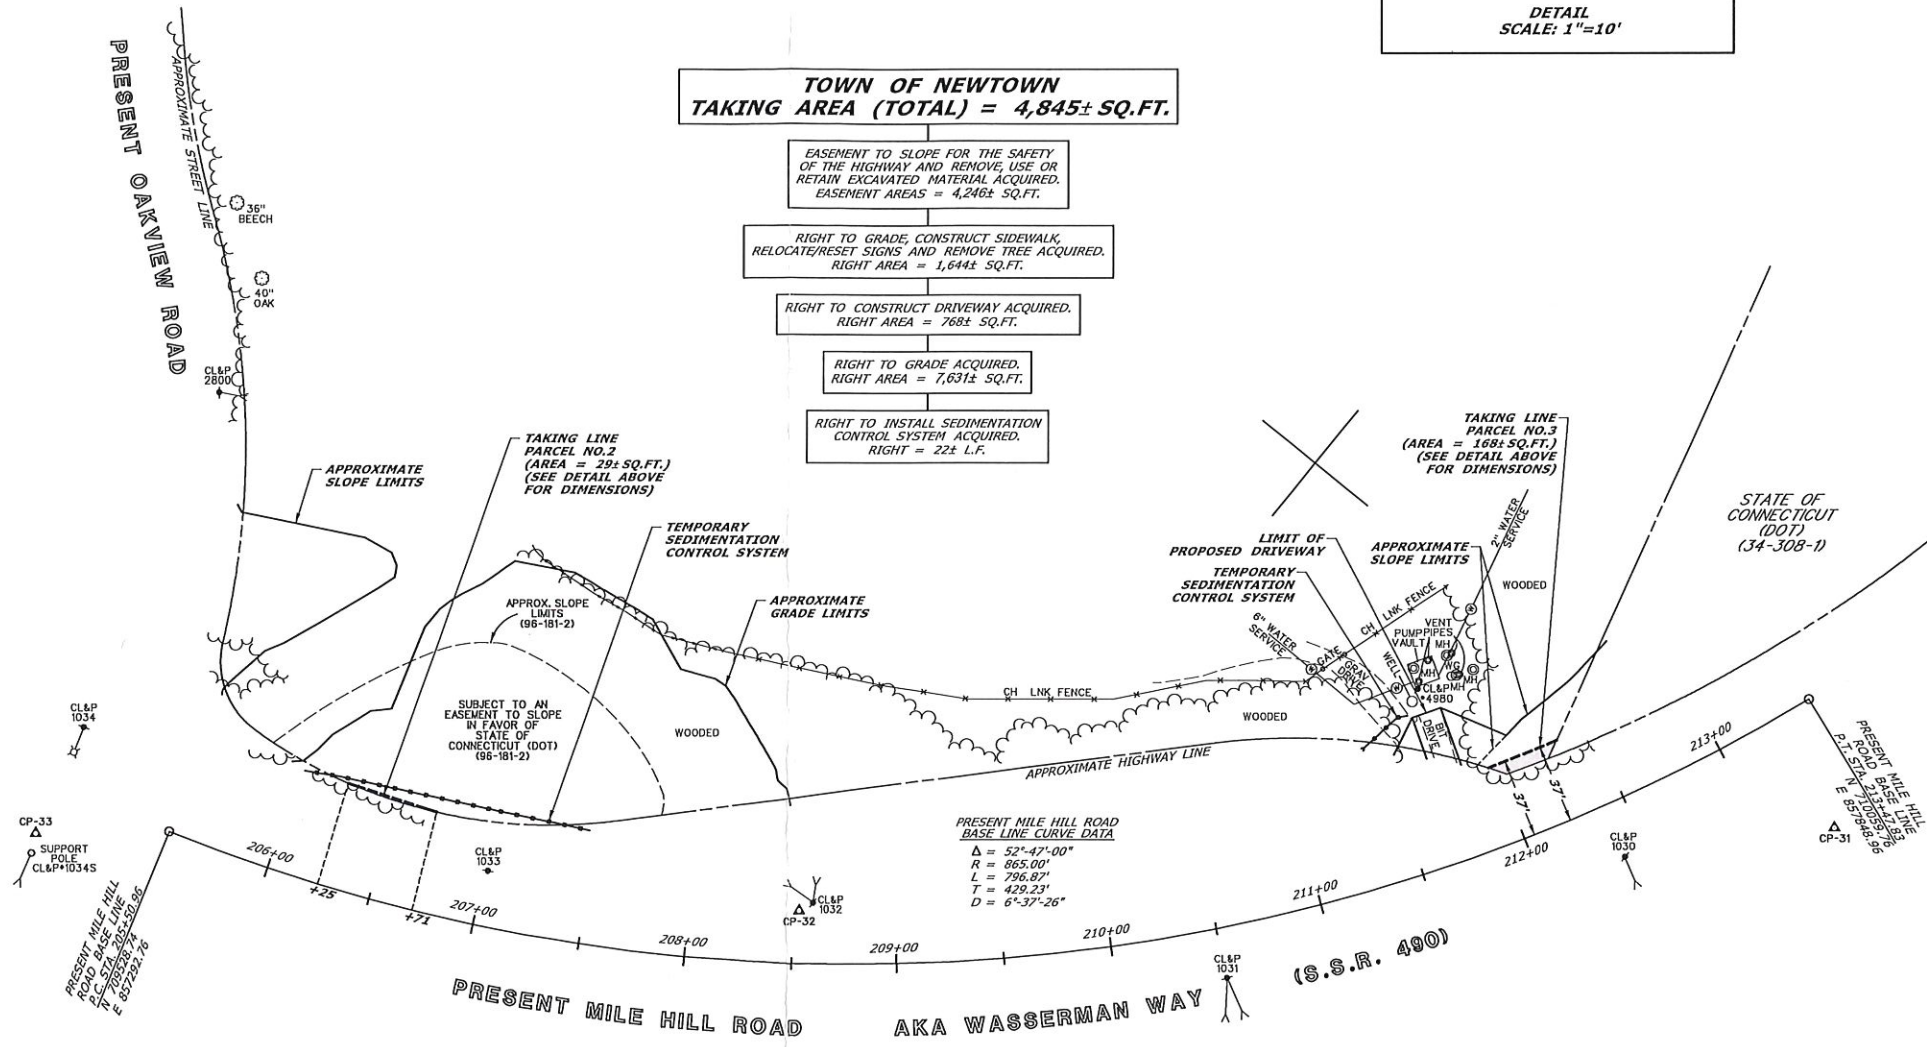 DETAIL
SCALE: 1"=10'
TOWN OF NEWTOWN
TAKING AREA (TOTAL) = 4,845± SQ.FT.
EASEMENT TO SLOPE FOR THE SAFETY
OF THE HIGHWAY AND REMOVE, USE OR
RETAIN EXCAVATED MATERIAL ACQUIRED.
EASEMENT AREAS = 4,246± SQ.FT.
RIGHT TO GRADE, CONSTRUCT SIDEWALK,
RELOCATE/RESET SIGNS AND REMOVE TREE ACQUIRED.
RIGHT AREA = 1,644± SQ.FT.
RIGHT TO CONSTRUCT DRIVEWAY ACQUIRED.
RIGHT AREA = 768± SQ.FT.
RIGHT TO GRADE ACQUIRED.
RIGHT AREA = 7,631± SQ.FT.
RIGHT TO INSTALL SEDIMENTATION
CONTROL SYSTEM ACQUIRED.
RIGHT = 22± L.F.
PRESENT OAKVIEW ROAD
APPROXIMATE STREET LINE
36"
BEECH
40"
OAK
CL&P
2800
APPROXIMATE
SLOPE LIMITS
TAKING LINE
PARCEL NO.2
(AREA = 29± SQ.FT.)
(SEE DETAIL ABOVE
FOR DIMENSIONS)
TEMPORARY
SEDIMENTATION
CONTROL SYSTEM
APPROX. SLOPE
LIMITS
(96-181-2)
APPROXIMATE
GRADE LIMITS
SUBJECT TO AN
EASEMENT TO SLOPE
IN FAVOR OF
STATE OF
CONNECTICUT (DOT)
(96-181-2)
WOODED
CH LNK FENCE
WOODED
APPROXIMATE HIGHWAY LINE
TAKING LINE
PARCEL NO.3
(AREA = 168± SQ.FT.)
(SEE DETAIL ABOVE
FOR DIMENSIONS)
LIMIT OF
PROPOSED DRIVEWAY
TEMPORARY
SEDIMENTATION
CONTROL SYSTEM
APPROXIMATE
SLOPE LIMITS
2" WATER
SERVICE
WOODED
STATE OF
CONNECTICUT
(DOT)
(34-308-1)
6" WATER
SERVICE
CH LNK FENCE
GATE
GRAV
DRIVE
WELL
PUMP
VAULT
VENT
PIPES
MH
WG
MH
MH
MH
CL&P
4980
BIT
DRIVE
37'
37'
CL&P
1034
CP-33
SUPPORT
POLE
CL&P•1034S
PRESENT MILE HILL
ROAD BASE LINE
P.C. STA. 205+50.96
N 709528.74
E 857292.76
206+00
+25
+71
CL&P
1033
207+00
208+00
CP-32
CL&P
1032
209+00
PRESENT MILE HILL ROAD
BASE LINE CURVE DATA
Δ = 52°-47'-00"
R = 865.00'
L = 796.87'
T = 429.23'
D = 6°-37'-26"
210+00
211+00
212+00
213+00
CL&P
1031
CL&P
1030
CP-31
PRESENT MILE HILL
ROAD BASE LINE
P.T. STA. 213+47.83
N 710059.76
E 857848.96
PRESENT MILE HILL ROAD AKA WASSERMAN WAY (S.S.R. 490)